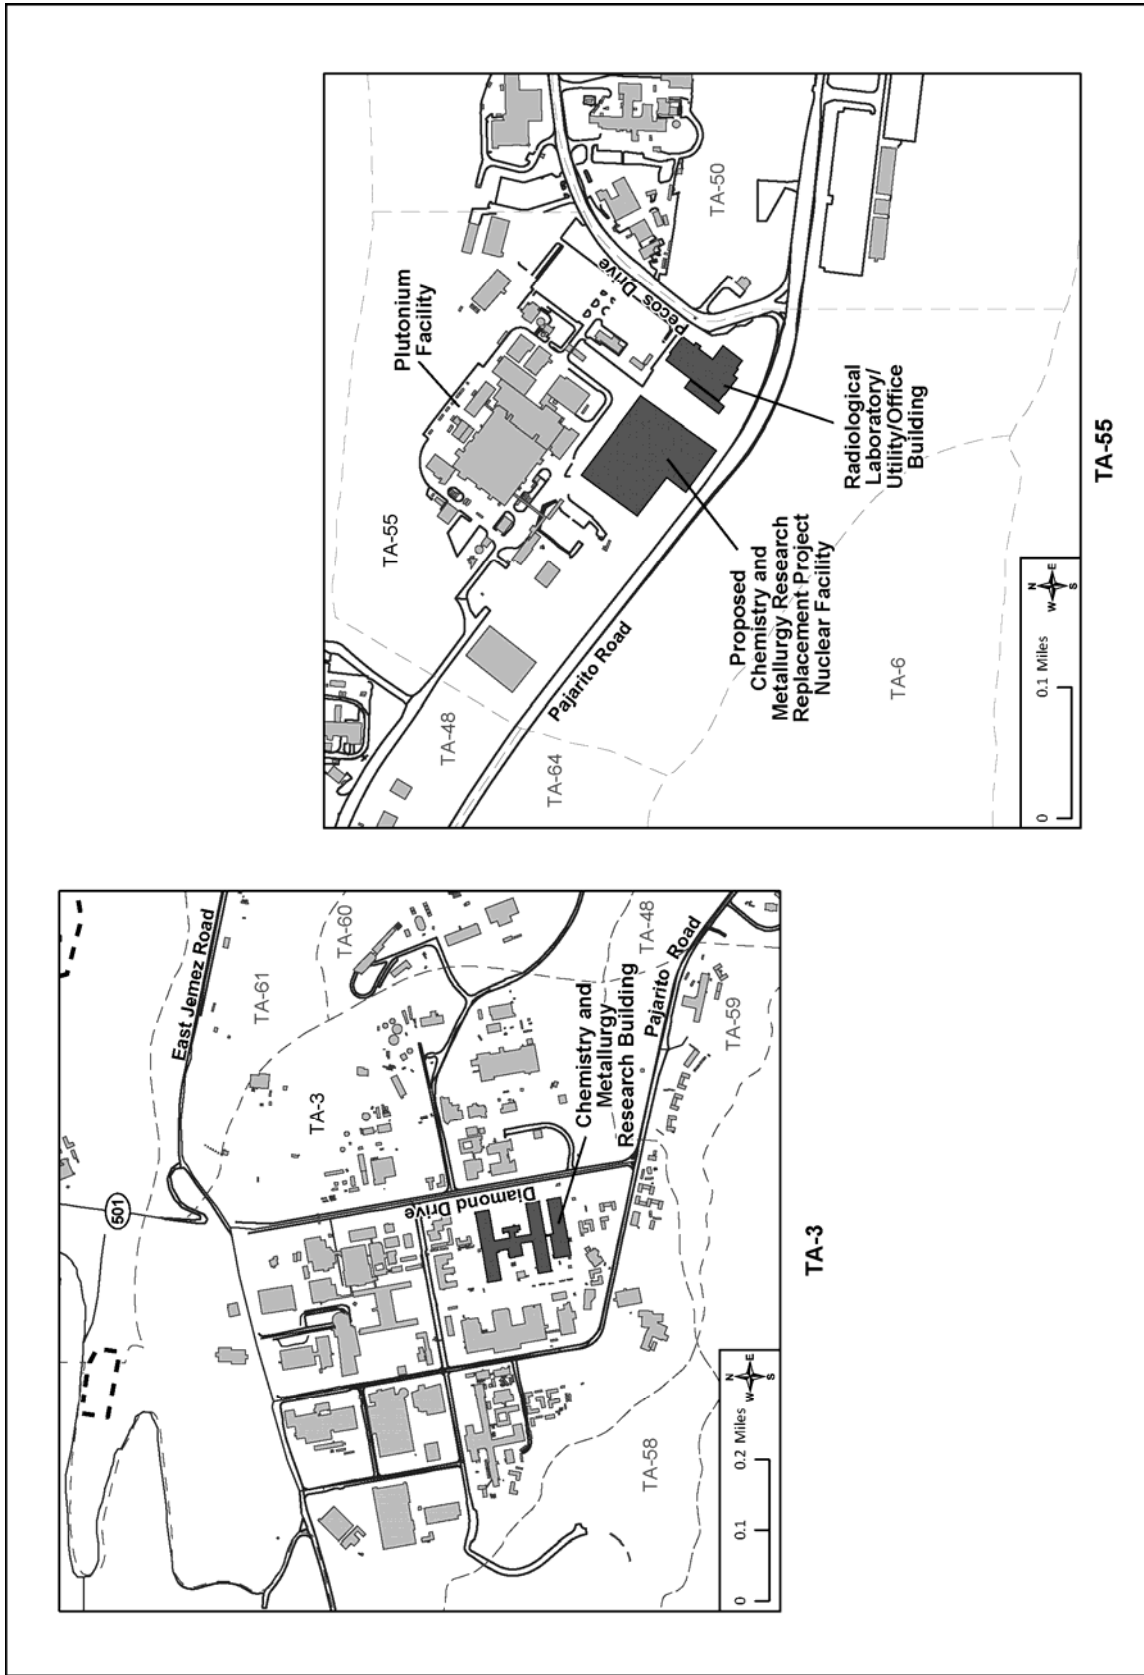 East Jemez Road
501
TA-61
TA-60
TA-3
Diamond Drive
TA-48
Pajarito Road
Chemistry and
Metallurgy
Research Building
TA-59
TA-58
0
0.1
0.2 Miles
N
W
E
S
TA-3
Plutonium
Facility
TA-55
TA-50
Pecos Drive
TA-48
TA-64
Pajarito Road
Proposed
Chemistry and
Metallurgy Research
Replacement Project
Nuclear Facility
Radiological
Laboratory/
Utility/Office
Building
TA-6
0
0.1 Miles
N
W
E
S
TA-55